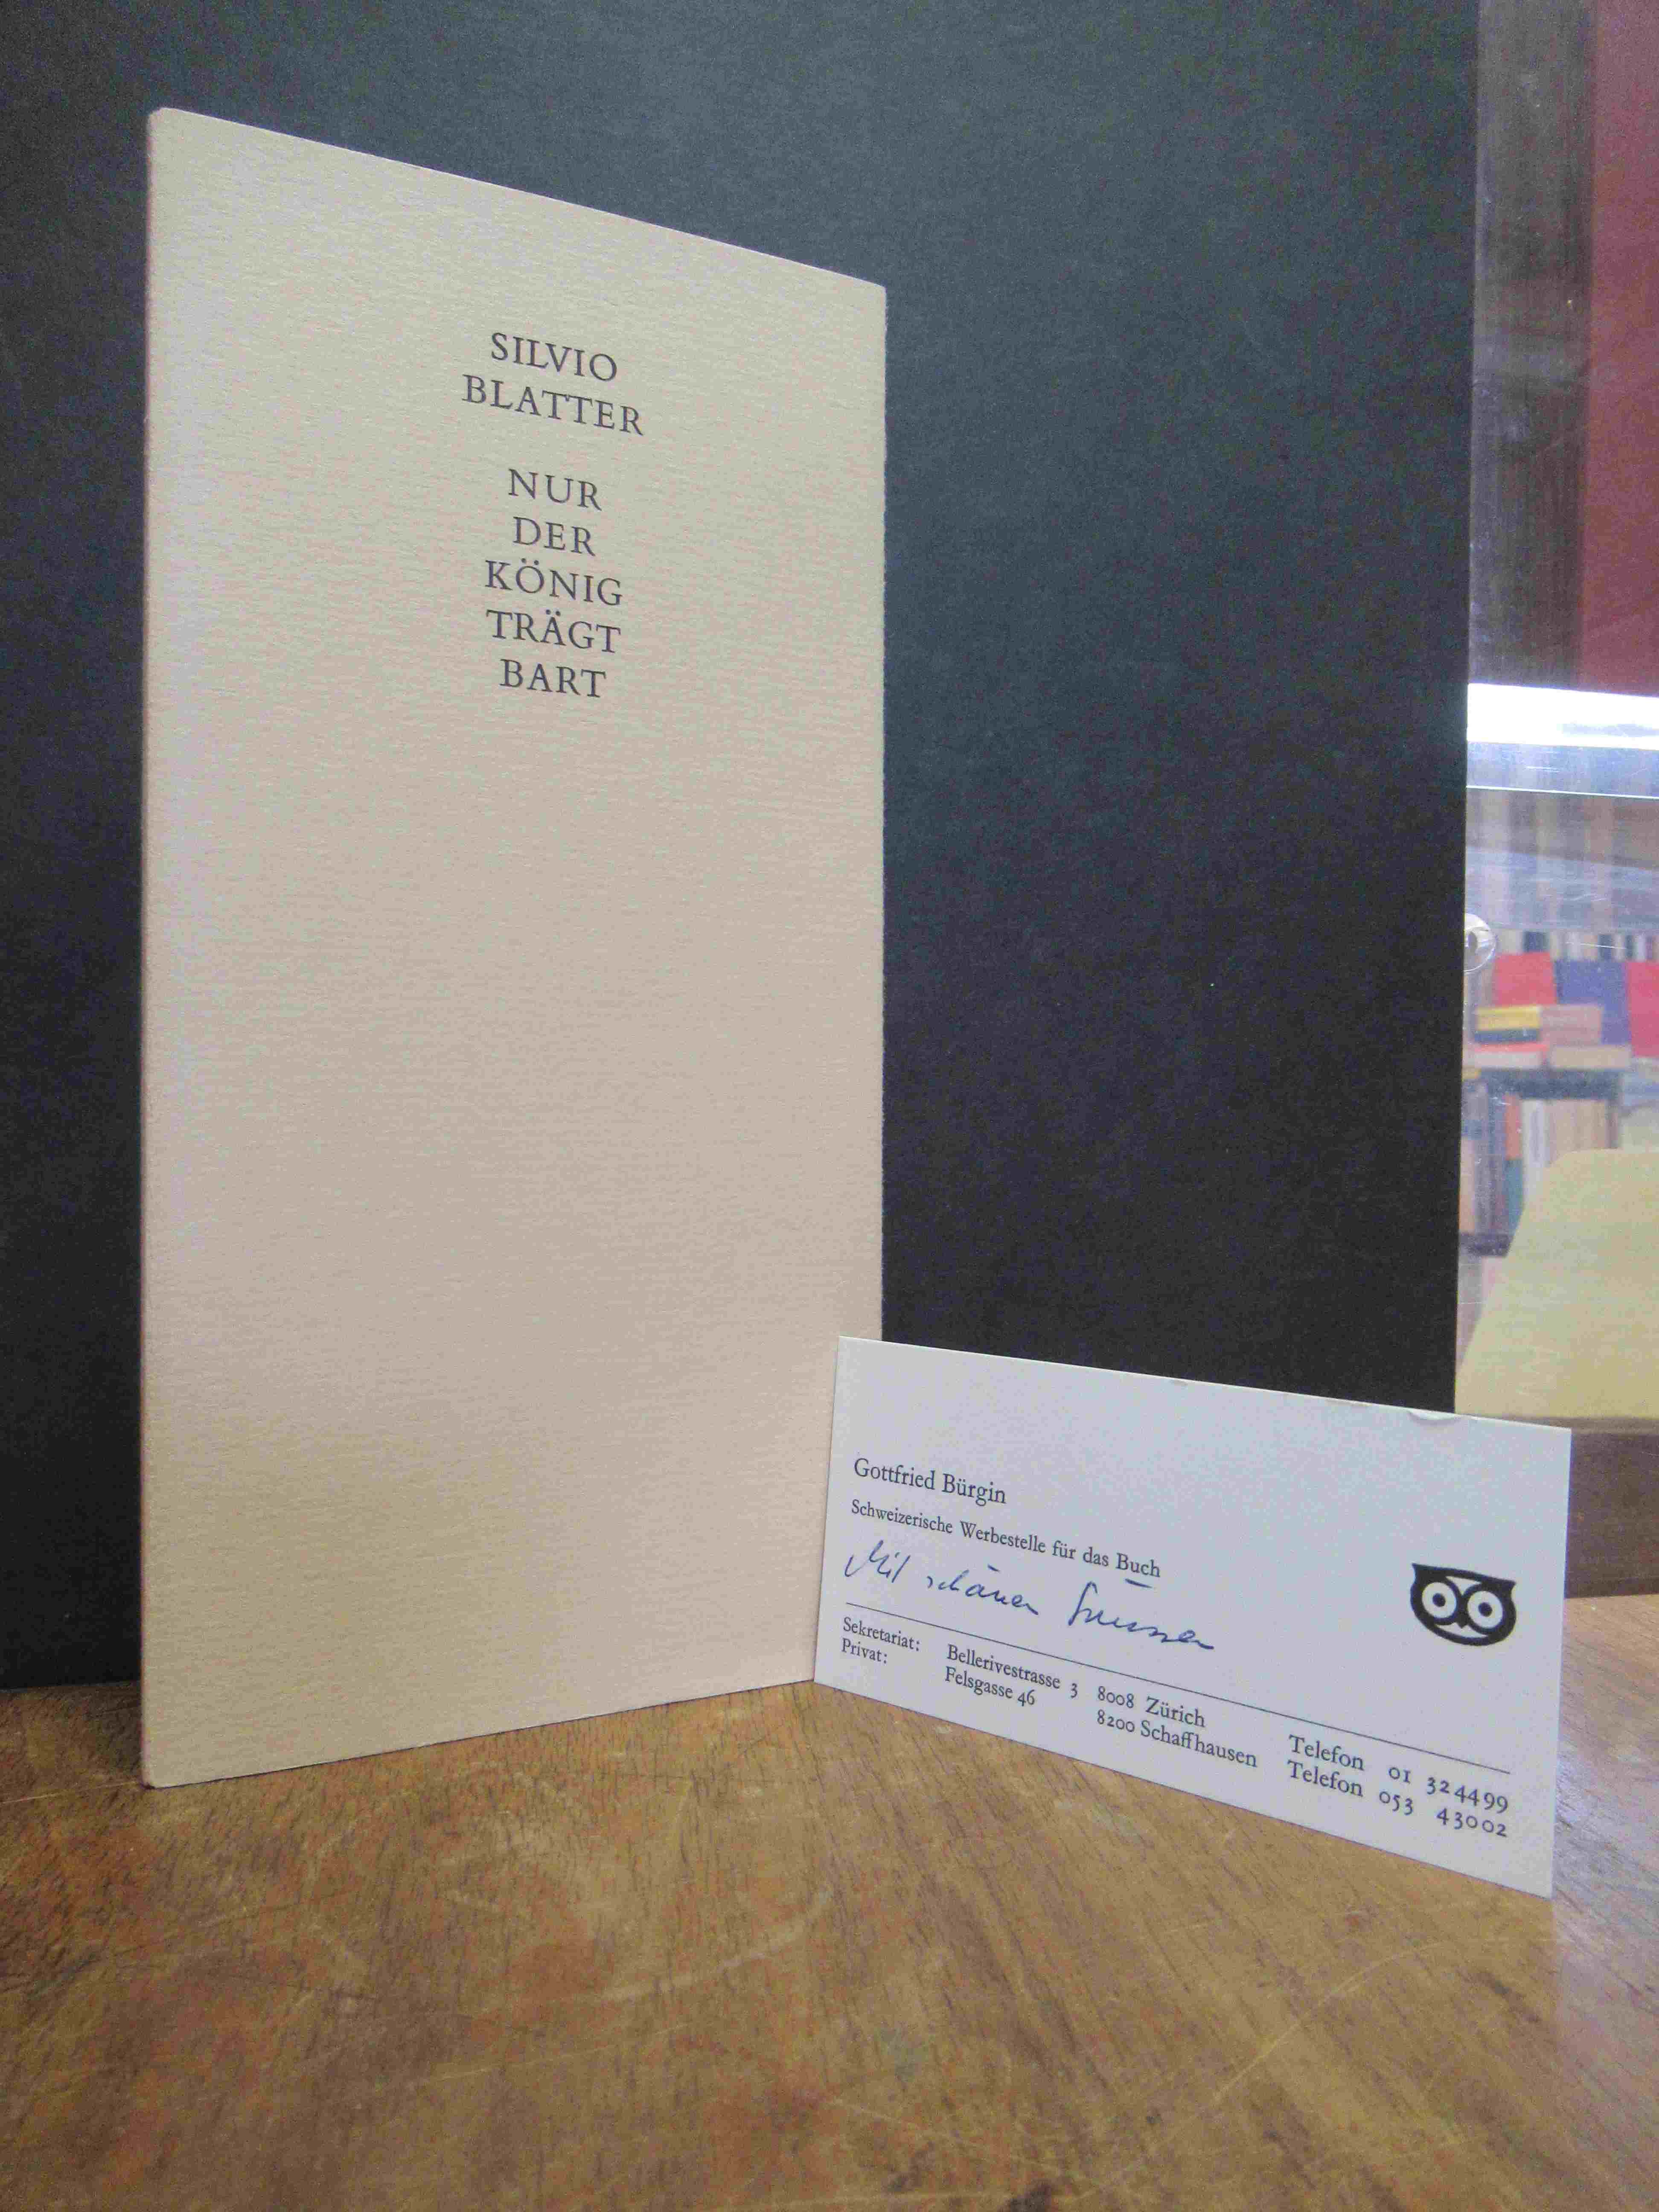 SILVIO
BLATTER
NUR
DER
KÖNIG
TRÄGT
BART
Gottfried Bürgin
Schweizerische Werbestelle für das Buch
Mit schönen Grüssen
Sekretariat: Bellerivestrasse 3 8008 Zürich Telefon 01 324499
Privat: Felsgasse 46 8200 Schaffhausen Telefon 053 43002